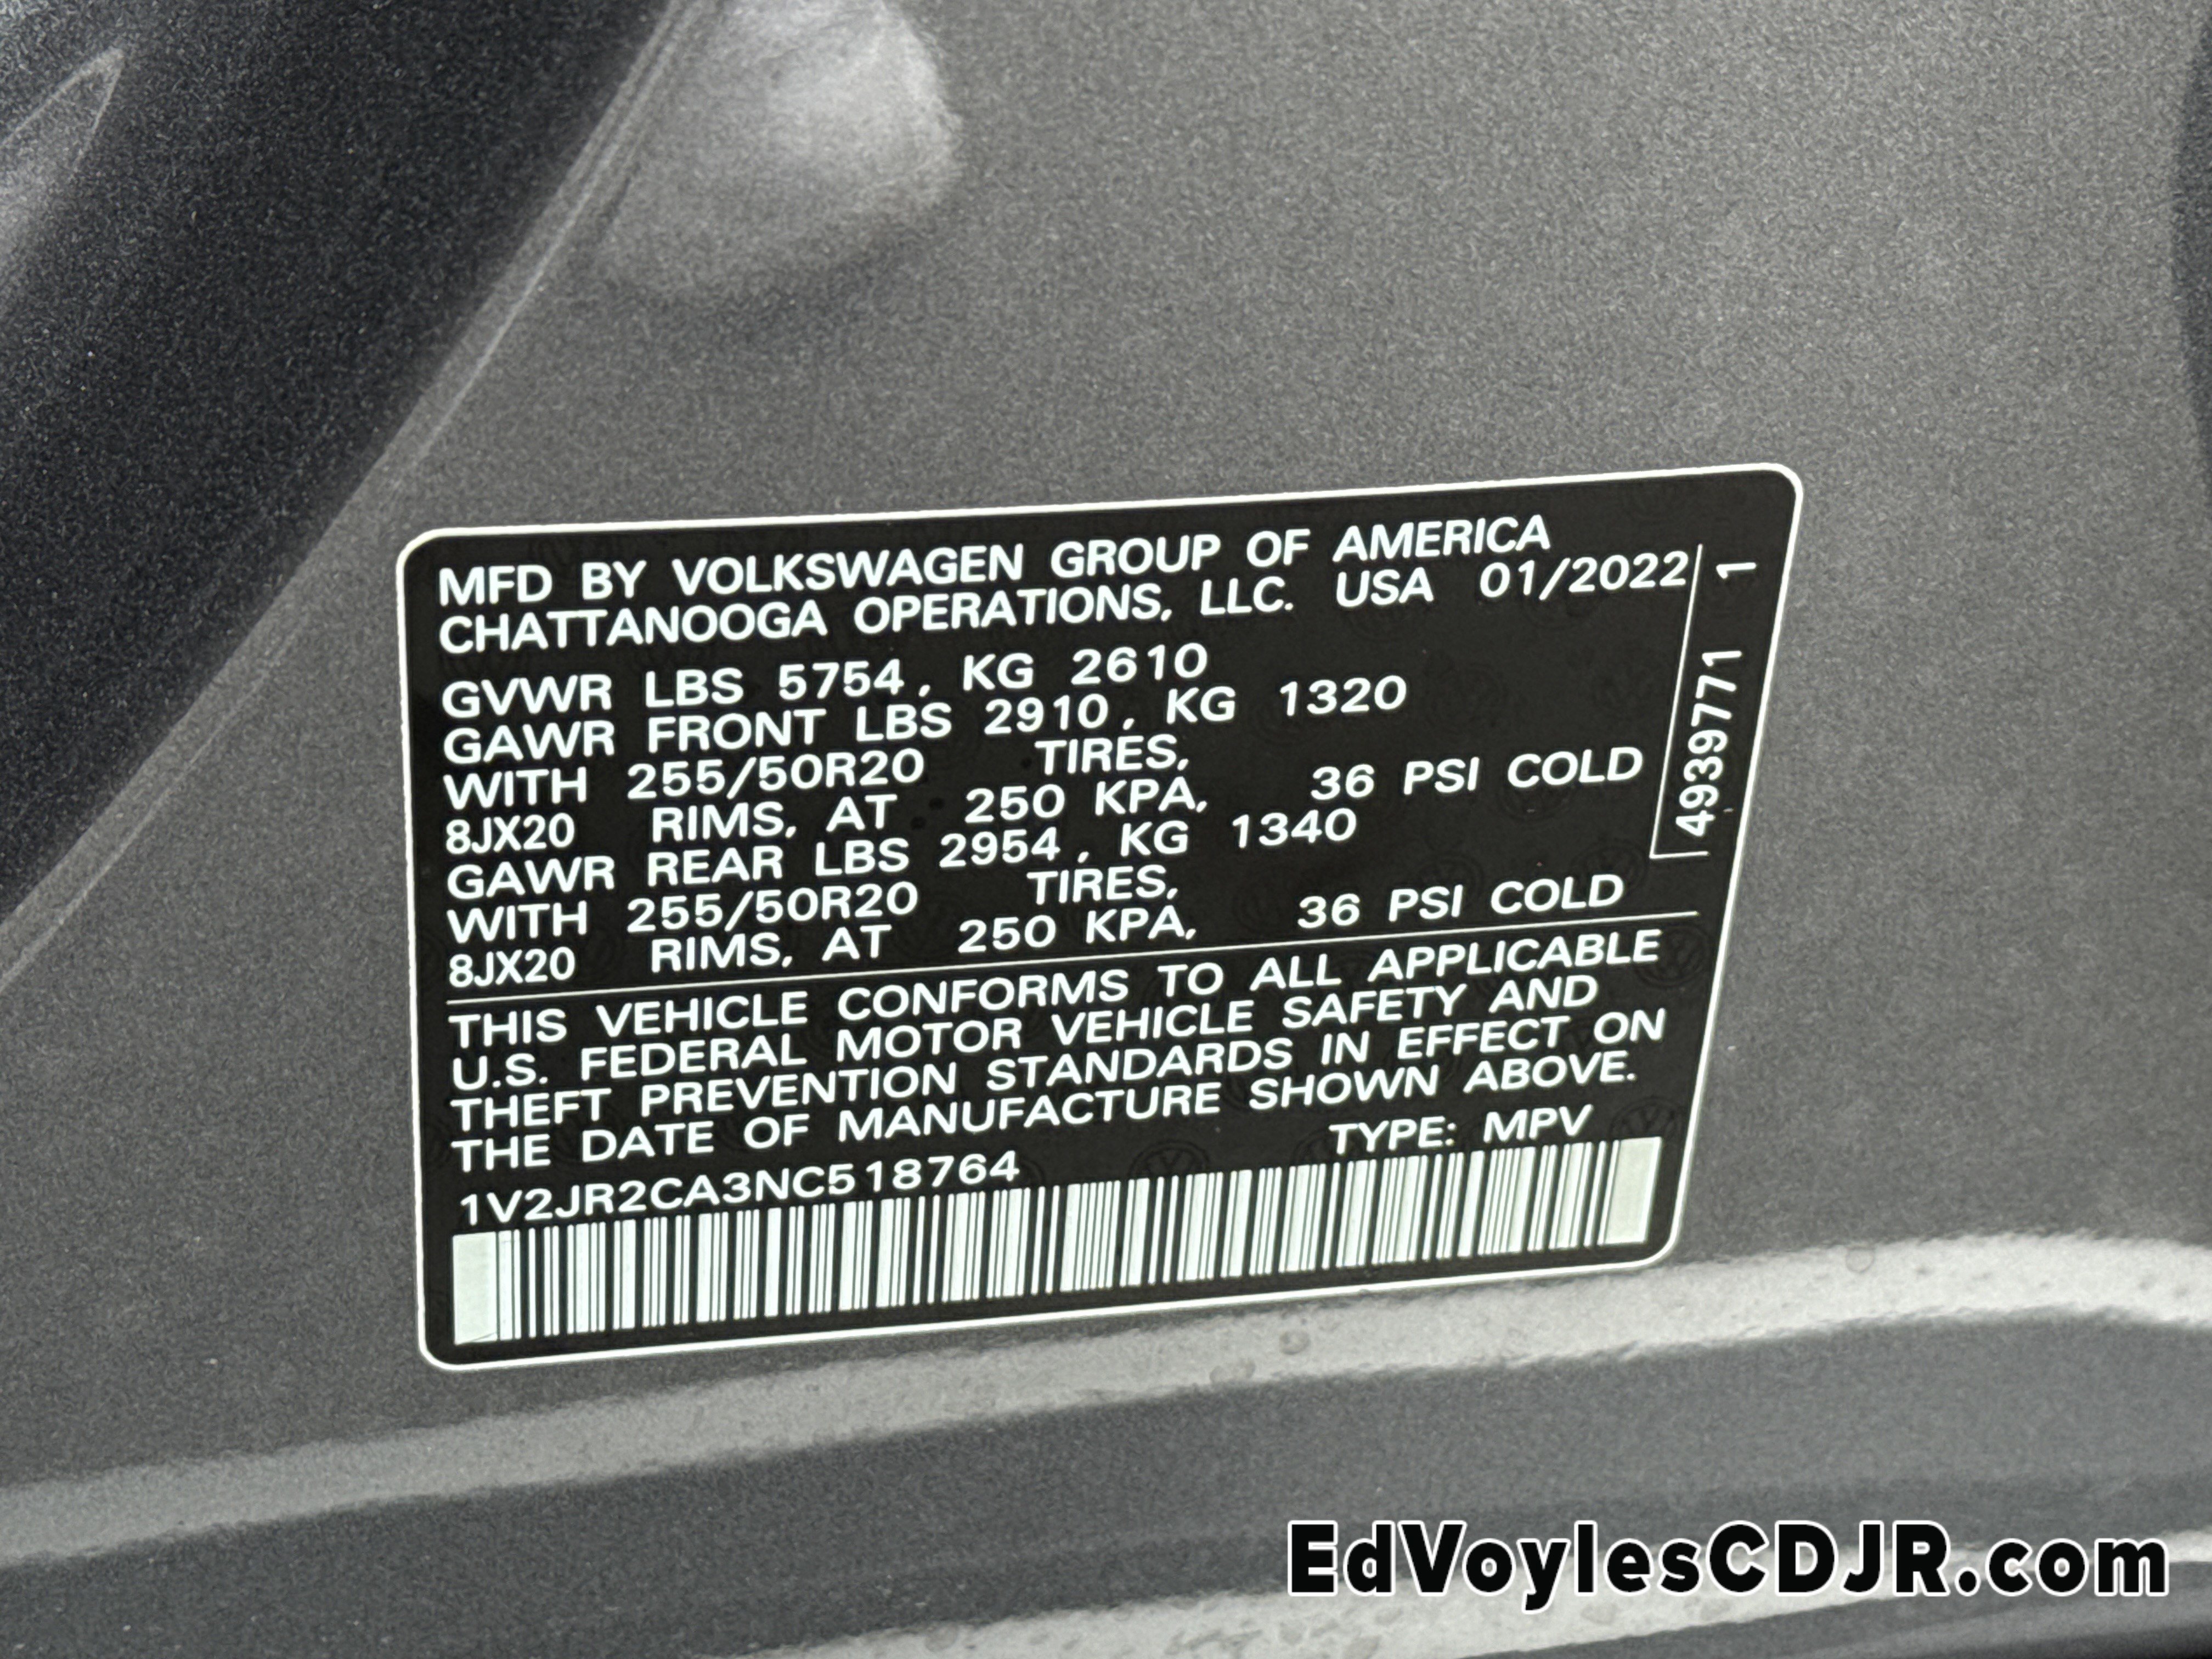 MFD BY VOLKSWAGEN GROUP OF AMERICA
CHATTANOOGA OPERATIONS, LLC. USA 01/2022
GVWR LBS 5754, KG 2610
GAWR FRONT LBS 2910, KG 1320
WITH 255/50R20 TIRES,
8JX20 RIMS, AT 250 KPA, 36 PSI COLD
GAWR REAR LBS 2954, KG 1340
WITH 255/50R20 TIRES,
8JX20 RIMS, AT 250 KPA, 36 PSI COLD
4939771 1
THIS VEHICLE CONFORMS TO ALL APPLICABLE
U.S. FEDERAL MOTOR VEHICLE SAFETY AND
THEFT PREVENTION STANDARDS IN EFFECT ON
THE DATE OF MANUFACTURE SHOWN ABOVE.
1V2JR2CA3NC518764 TYPE: MPV
EdVoylesCDJR.com